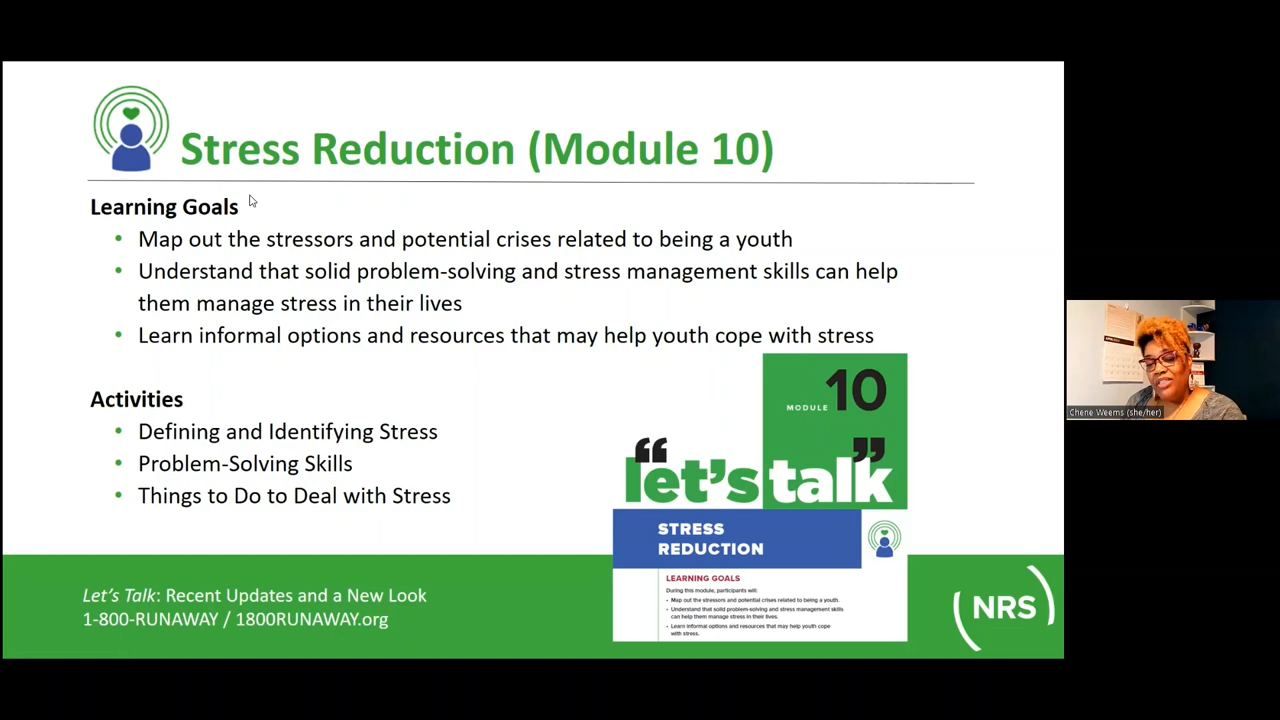 Stress Reduction (Module 10)
Learning Goals
• Map out the stressors and potential crises related to being a youth
• Understand that solid problem-solving and stress management skills can help
them manage stress in their lives
• Learn informal options and resources that may help youth cope with stress
Activities
• Defining and Identifying Stress
• Problem-Solving Skills
• Things to Do to Deal with Stress
MODULE 10
“let’s talk”
STRESS
REDUCTION
LEARNING GOALS
During this module, participants will:
• Map out the stressors and potential crises related to being a youth.
• Understand that solid problem-solving and stress management skills
can help them manage stress in their lives.
• Learn informal options and resources that may help youth cope
with stress.
Let’s Talk: Recent Updates and a New Look
1-800-RUNAWAY / 1800RUNAWAY.org
NRS
Chene Weems (she/her)